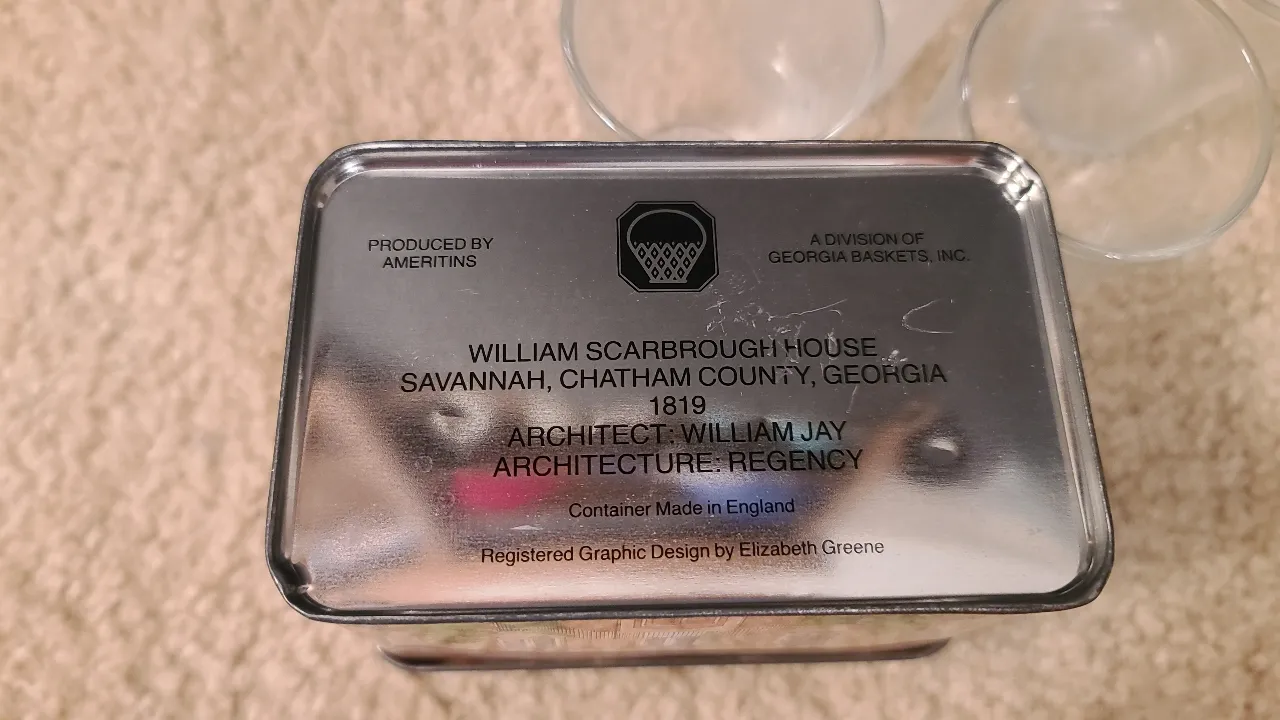 PRODUCED BY
AMERITINS
A DIVISION OF
GEORGIA BASKETS, INC.
WILLIAM SCARBROUGH HOUSE
SAVANNAH, CHATHAM COUNTY, GEORGIA
1819
ARCHITECT: WILLIAM JAY
ARCHITECTURE: REGENCY
Container Made in England
Registered Graphic Design by Elizabeth Greene